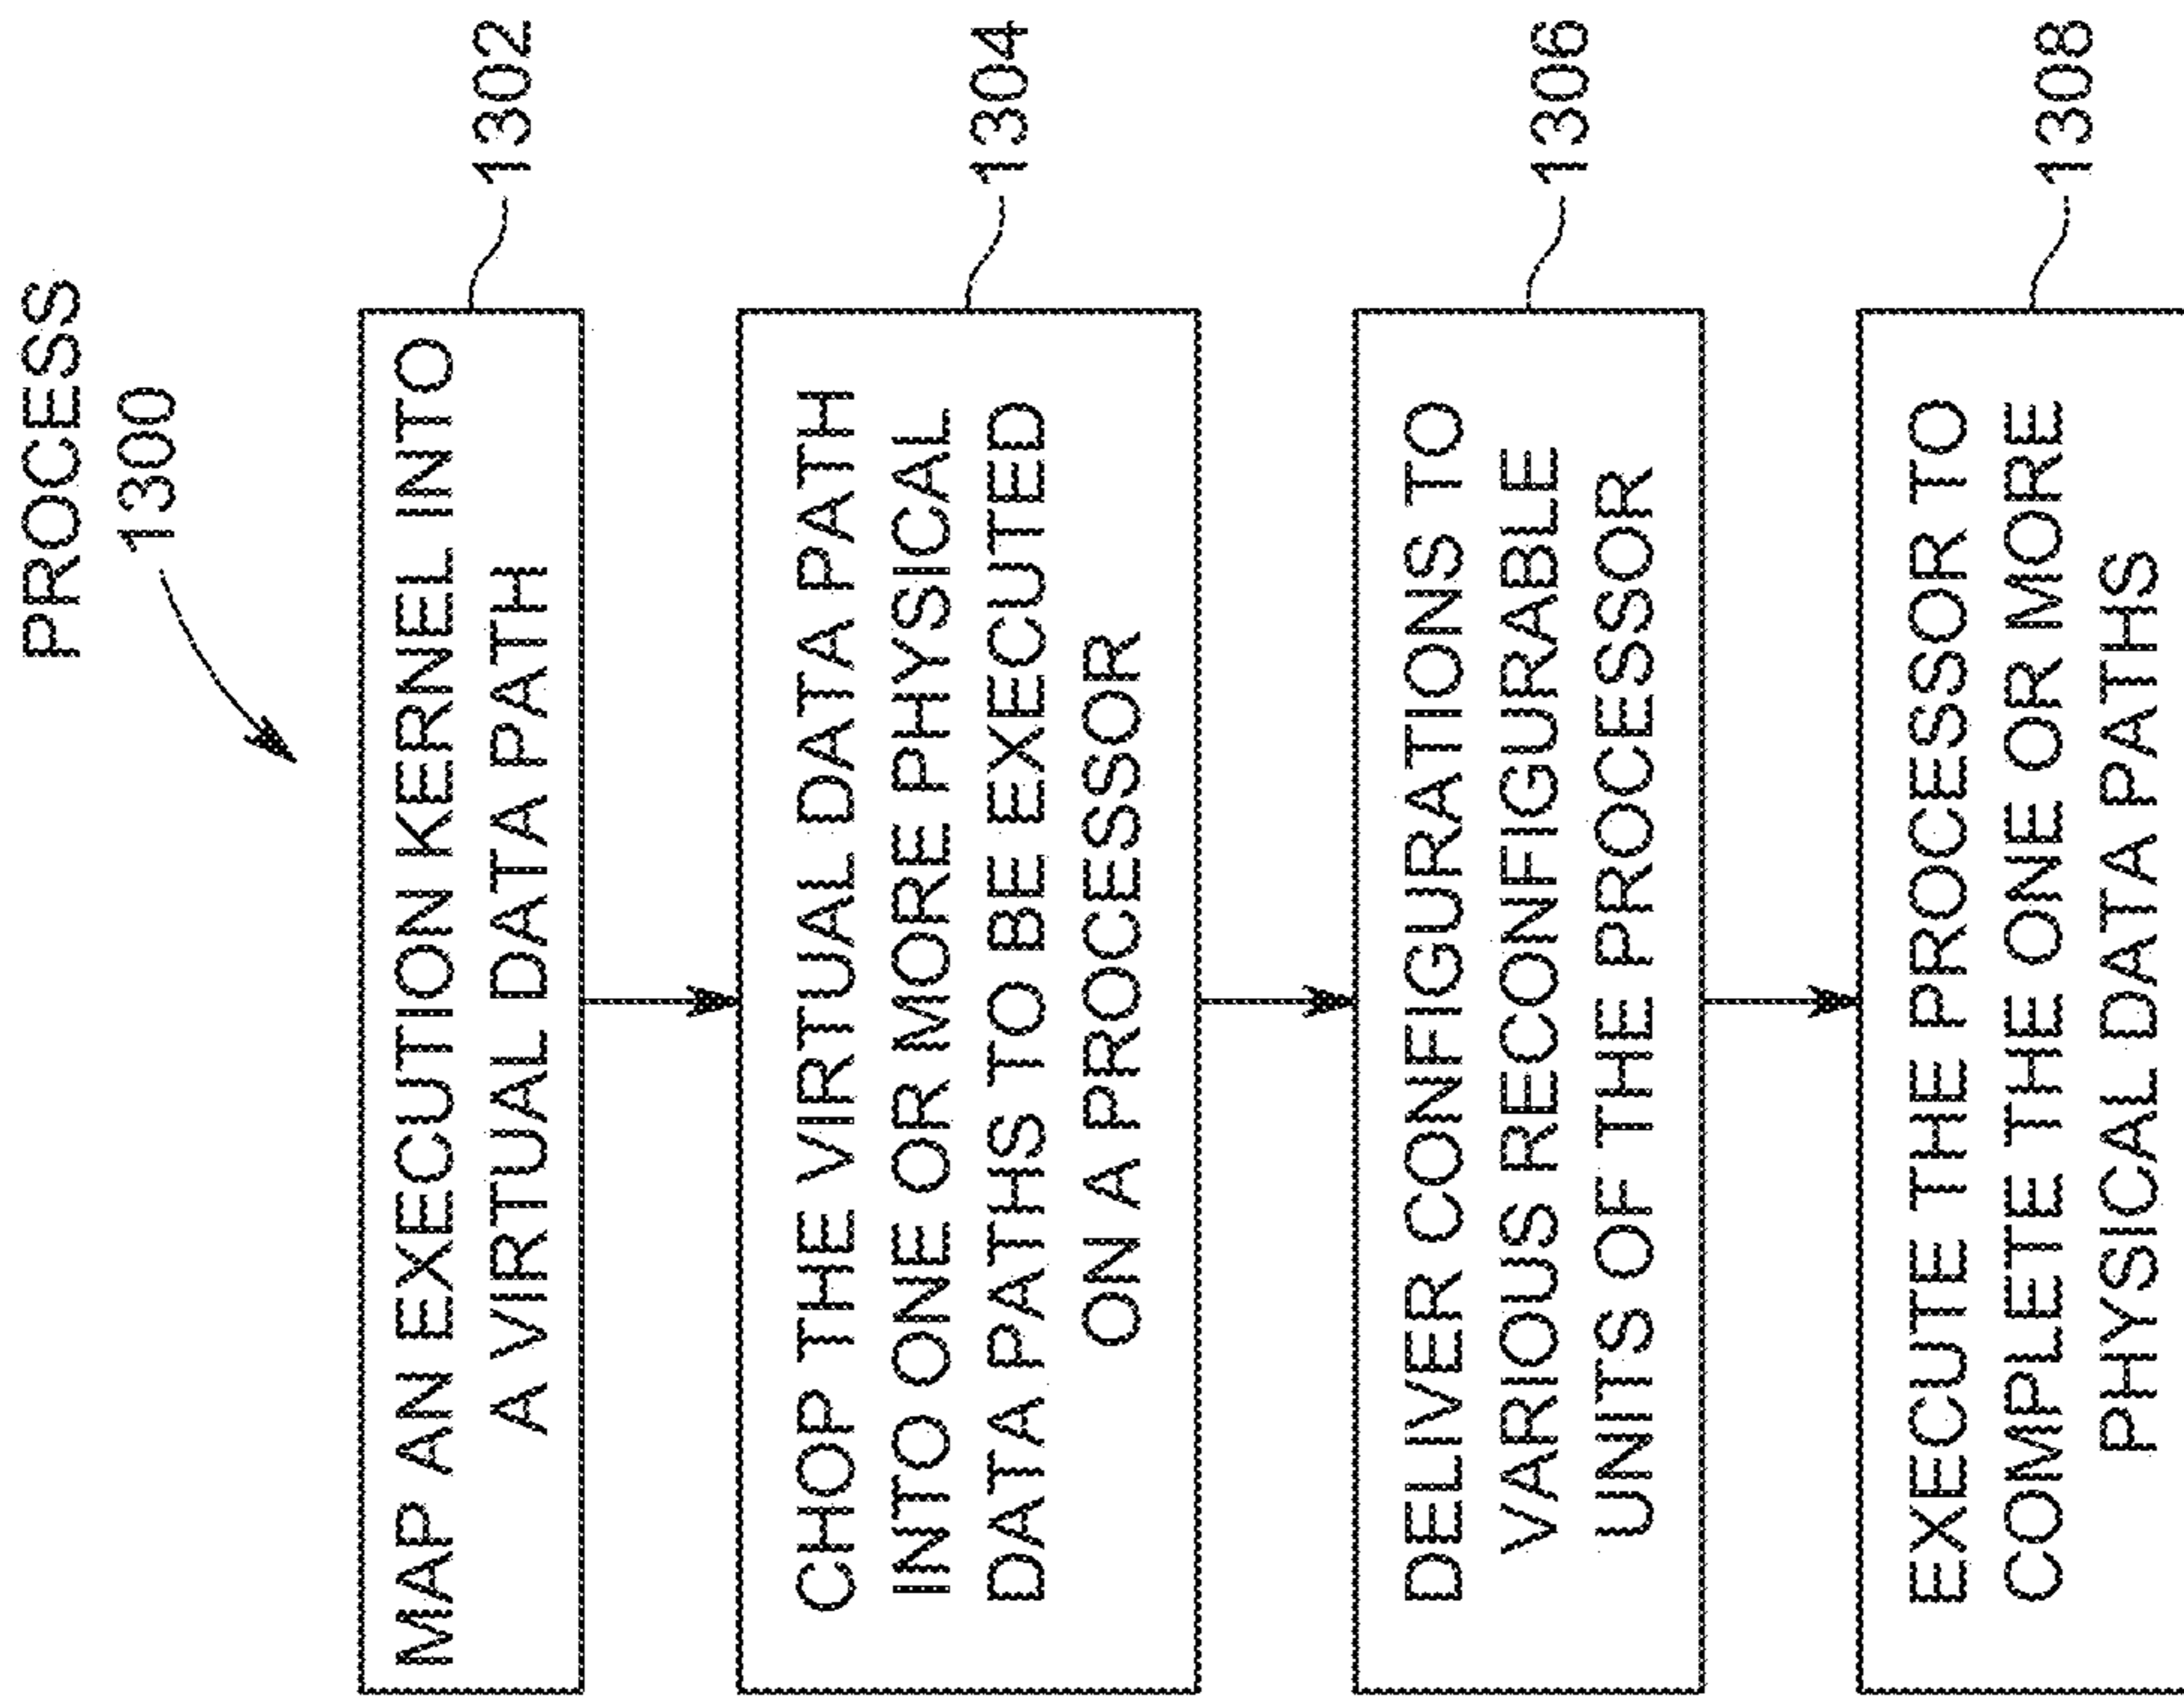 PROCESS
1300
MAP AN EXECUTION KERNEL INTO
A VIRTUAL DATA PATH
1302
CHOP THE VIRTUAL DATA PATH
INTO ONE OR MORE PHYSICAL
DATA PATHS TO BE EXECUTED
ON A PROCESSOR
1304
DELIVER CONFIGURATIONS TO
VARIOUS RECONFIGURABLE
UNITS OF THE PROCESSOR
1306
EXECUTE THE PROCESSOR TO
COMPLETE THE ONE OR MORE
PHYSICAL DATA PATHS
1308